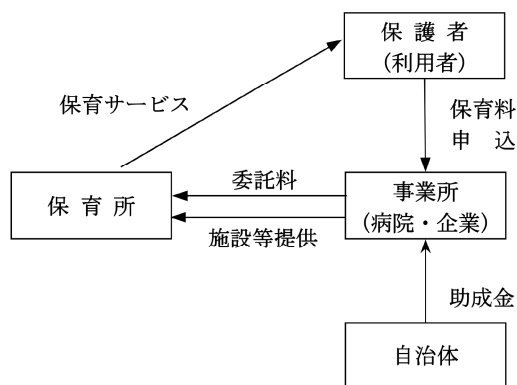 保護者
(利用者)
保育サービス
保育料
申込
委託料
保育所
事業所
(病院・企業)
施設等提供
助成金
自治体